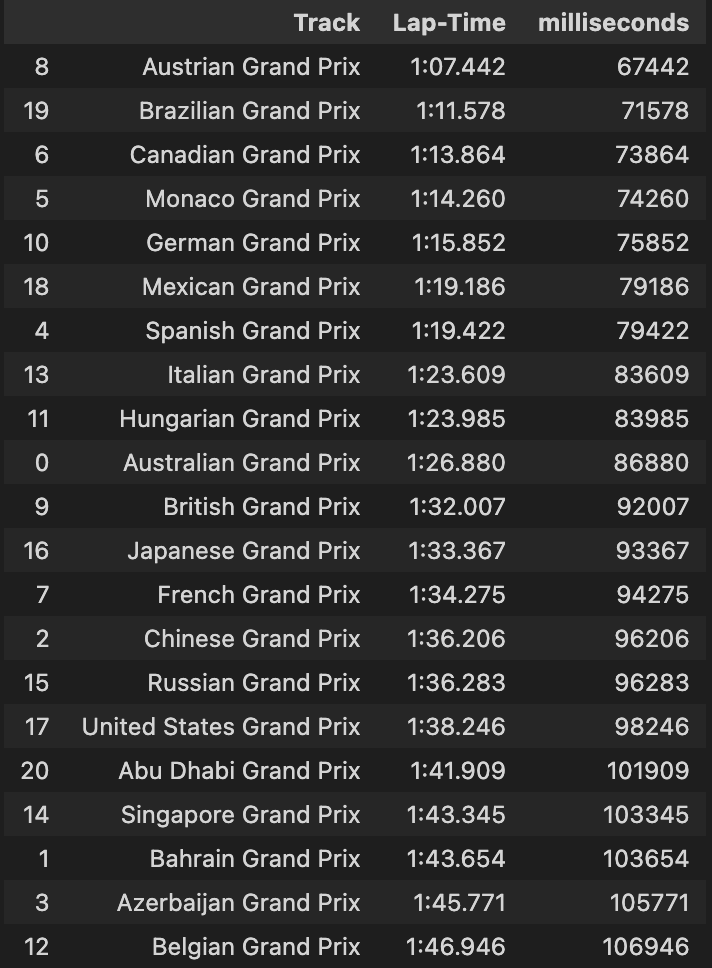 Track Lap-Time milliseconds
8 Austrian Grand Prix 1:07.442 67442
19 Brazilian Grand Prix 1:11.578 71578
6 Canadian Grand Prix 1:13.864 73864
5 Monaco Grand Prix 1:14.260 74260
10 German Grand Prix 1:15.852 75852
18 Mexican Grand Prix 1:19.186 79186
4 Spanish Grand Prix 1:19.422 79422
13 Italian Grand Prix 1:23.609 83609
11 Hungarian Grand Prix 1:23.985 83985
0 Australian Grand Prix 1:26.880 86880
9 British Grand Prix 1:32.007 92007
16 Japanese Grand Prix 1:33.367 93367
7 French Grand Prix 1:34.275 94275
2 Chinese Grand Prix 1:36.206 96206
15 Russian Grand Prix 1:36.283 96283
17 United States Grand Prix 1:38.246 98246
20 Abu Dhabi Grand Prix 1:41.909 101909
14 Singapore Grand Prix 1:43.345 103345
1 Bahrain Grand Prix 1:43.654 103654
3 Azerbaijan Grand Prix 1:45.771 105771
12 Belgian Grand Prix 1:46.946 106946